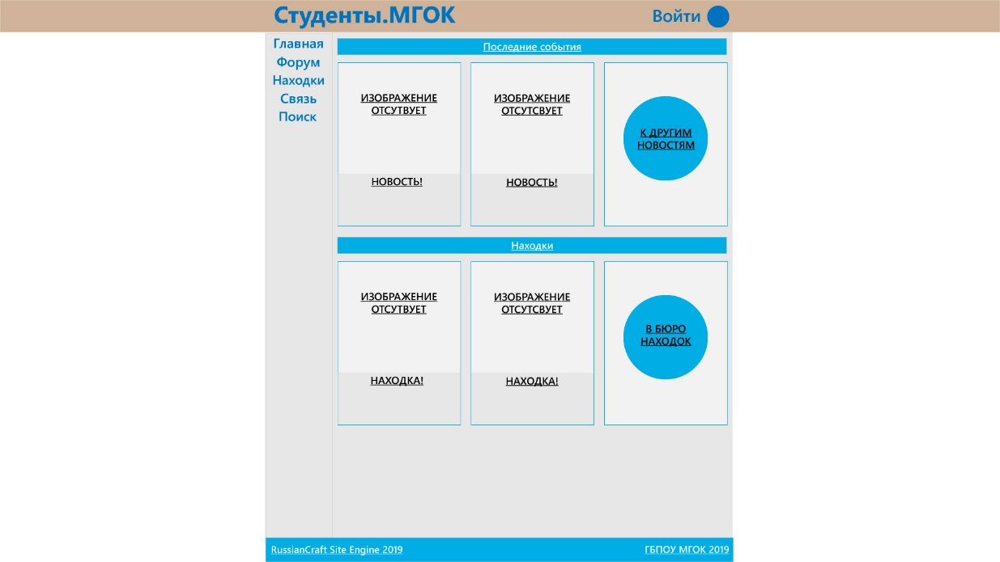 Студенты.МГОК
Войти
Главная
Форум
Находки
Связь
Поиск
Последние события
ИЗОБРАЖЕНИЕ
ОТСУТВУЕТ
НОВОСТЬ!
ИЗОБРАЖЕНИЕ
ОТСУТСВУЕТ
НОВОСТЬ!
К ДРУГИМ
НОВОСТЯМ
Находки
ИЗОБРАЖЕНИЕ
ОТСУТВУЕТ
НАХОДКА!
ИЗОБРАЖЕНИЕ
ОТСУТСВУЕТ
НАХОДКА!
В БЮРО
НАХОДОК
RussianCraft Site Engine 2019
ГБПОУ МГОК 2019